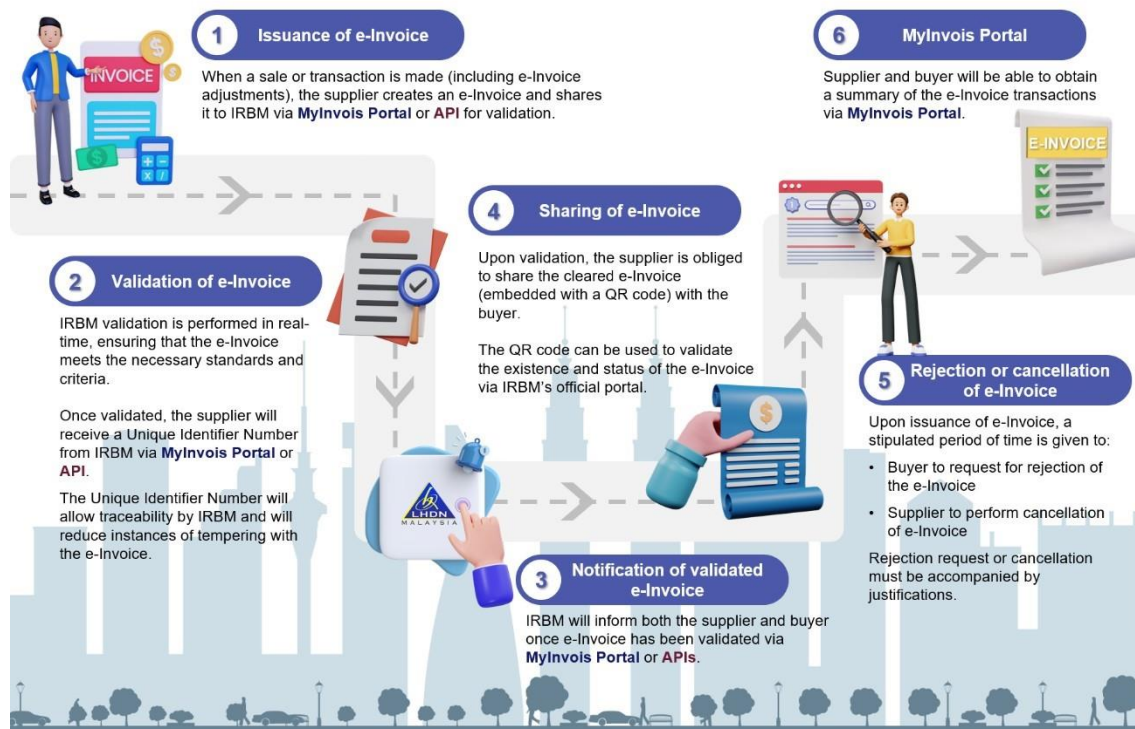 1
Issuance of e-Invoice
INVOICE
When a sale or transaction is made (including e-Invoice
adjustments), the supplier creates an e-Invoice and shares
it to IRBM via MyInvois Portal or API for validation.
2
Validation of e-Invoice
IRBM validation is performed in real-
time, ensuring that the e-Invoice
meets the necessary standards and
criteria.
Once validated, the supplier will
receive a Unique Identifier Number
from IRBM via MyInvois Portal or
API.
The Unique Identifier Number will
allow traceability by IRBM and will
reduce instances of tempering with
the e-Invoice.
LHDN
MALAYSIA
3
Notification of validated
e-Invoice
IRBM will inform both the supplier and buyer
once e-Invoice has been validated via
MyInvois Portal or APIs.
4
Sharing of e-Invoice
Upon validation, the supplier is obliged
to share the cleared e-Invoice
(embedded with a QR code) with the
buyer.
The QR code can be used to validate
the existence and status of the e-Invoice
via IRBM's official portal.
5
Rejection or cancellation
of e-Invoice
Upon issuance of e-Invoice, a
stipulated period of time is given to:
• Buyer to request for rejection of
the e-Invoice
• Supplier to perform cancellation
of e-Invoice
Rejection request or cancellation
must be accompanied by
justifications.
6
MyInvois Portal
Supplier and buyer will be able to obtain
a summary of the e-Invoice transactions
via MyInvois Portal.
E-INVOICE